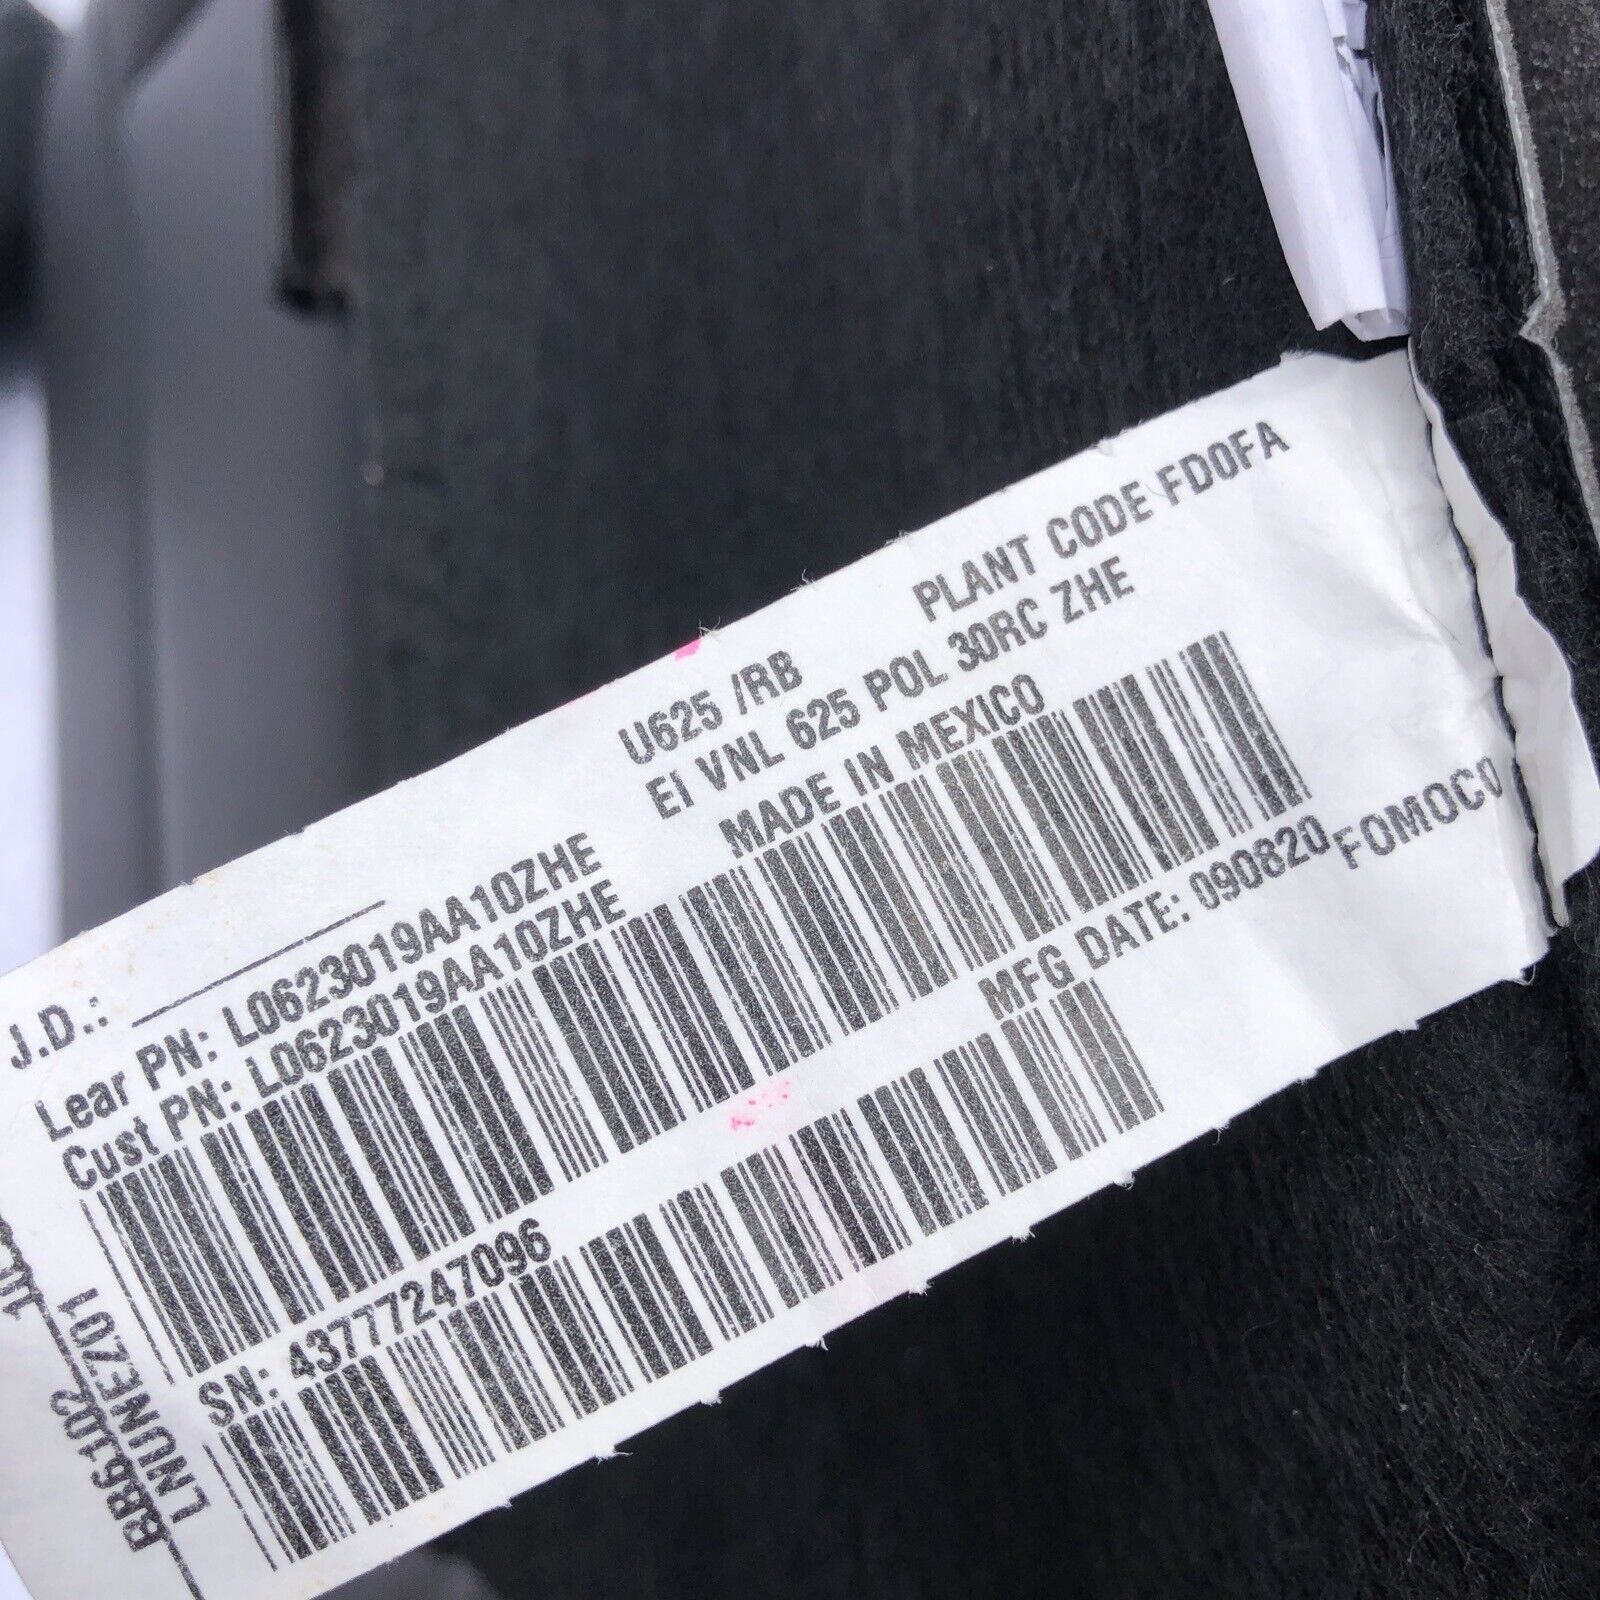 J.D.:
Lear PN: L0623019AA10ZHE
Cust PN: L0623019AA10ZHE
U625 /RB
PLANT CODE FD0FA
EI VNL 625 POL 30RC ZHE
MADE IN MEXICO
SN: 43777247096
MFG DATE: 090820
FOMOCO
BB6102
LNUNEZ01